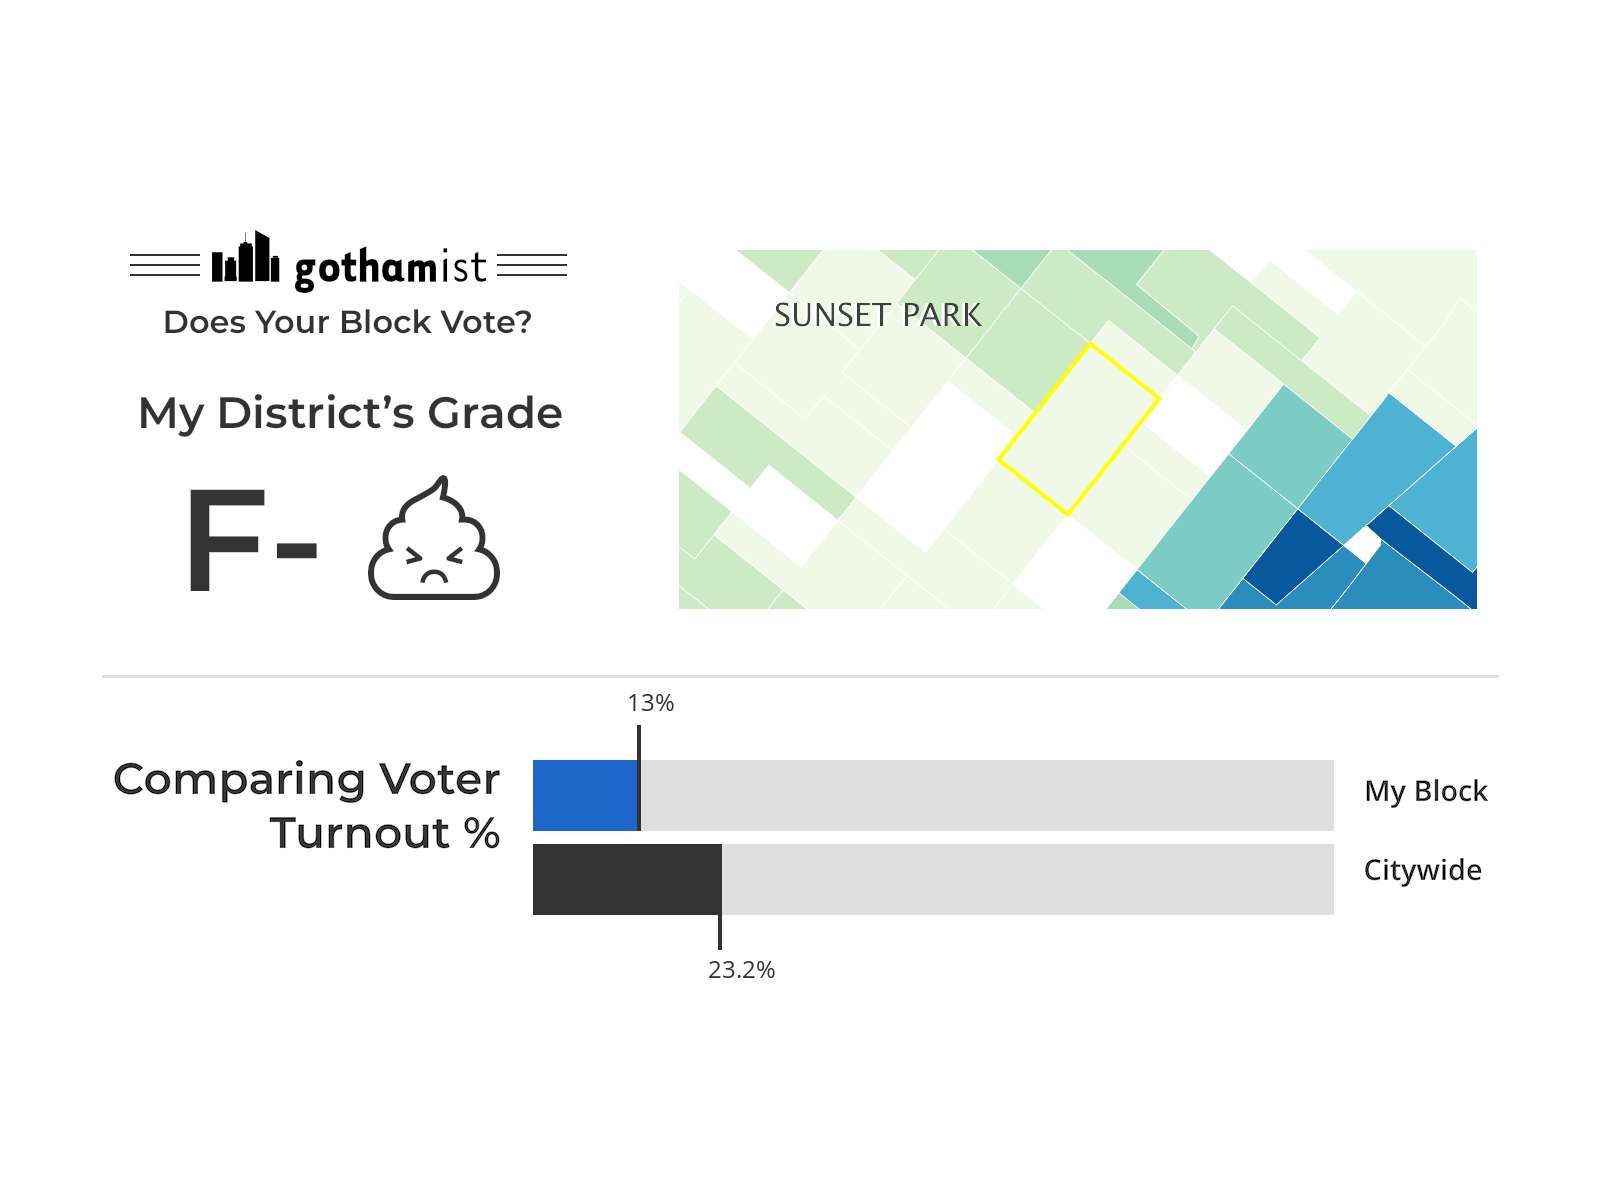 gothamist
Does Your Block Vote?
My District's Grade
F-
SUNSET PARK
13%
Comparing Voter
Turnout %
My Block
Citywide
23.2%